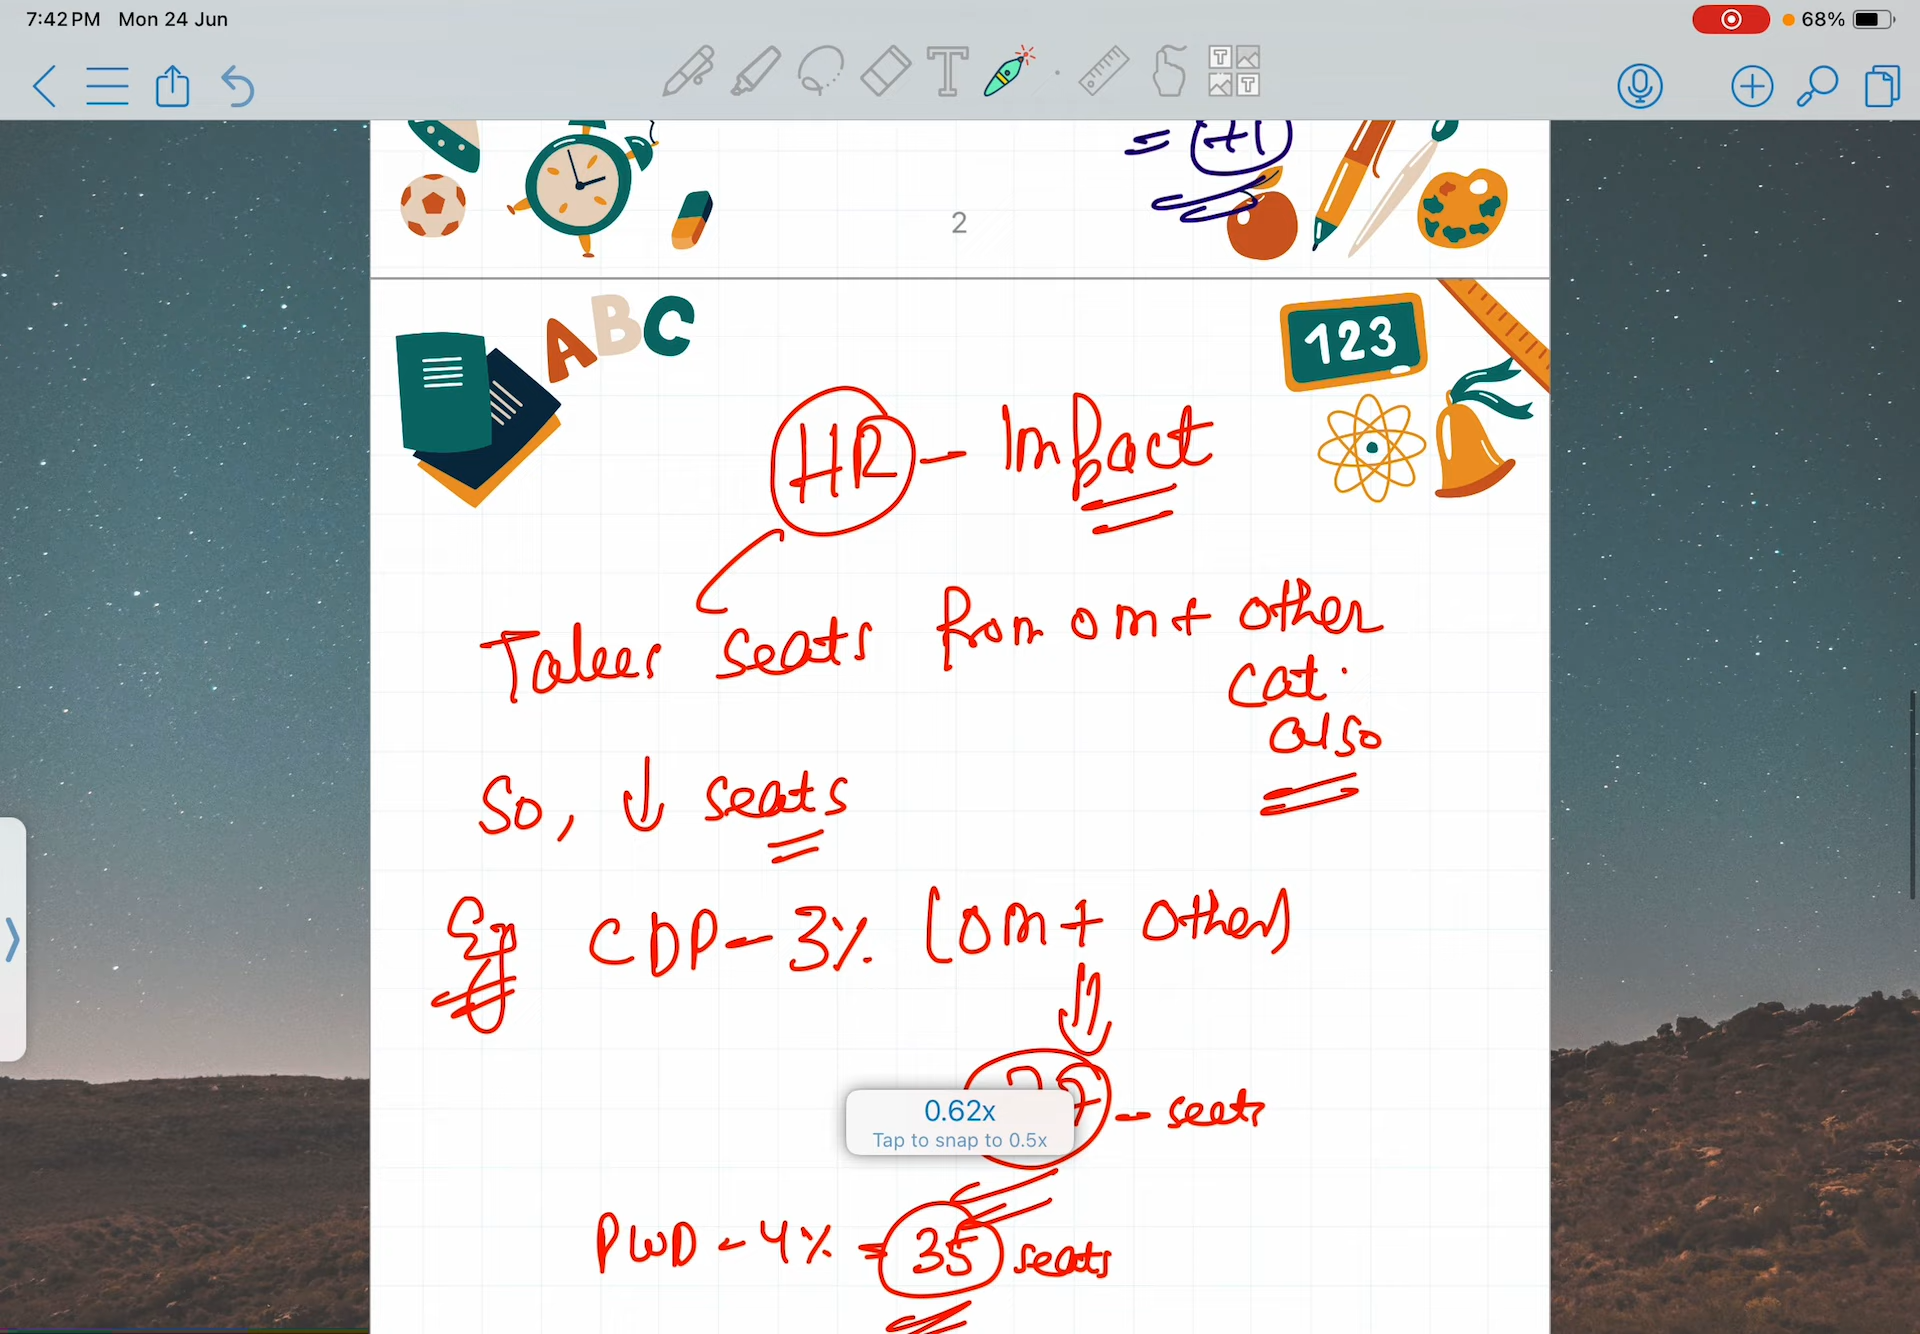 7:42 PM Mon 24 Jun
68%
= (+1)
2
ABC
123
HR - Impact
Takes seats from OM + other
cat.
also
So, ↓ seats
Eg CDP - 3% (OM + Other)
- seats
0.62x
Tap to snap to 0.5x
PWD - 4% = 35 seats